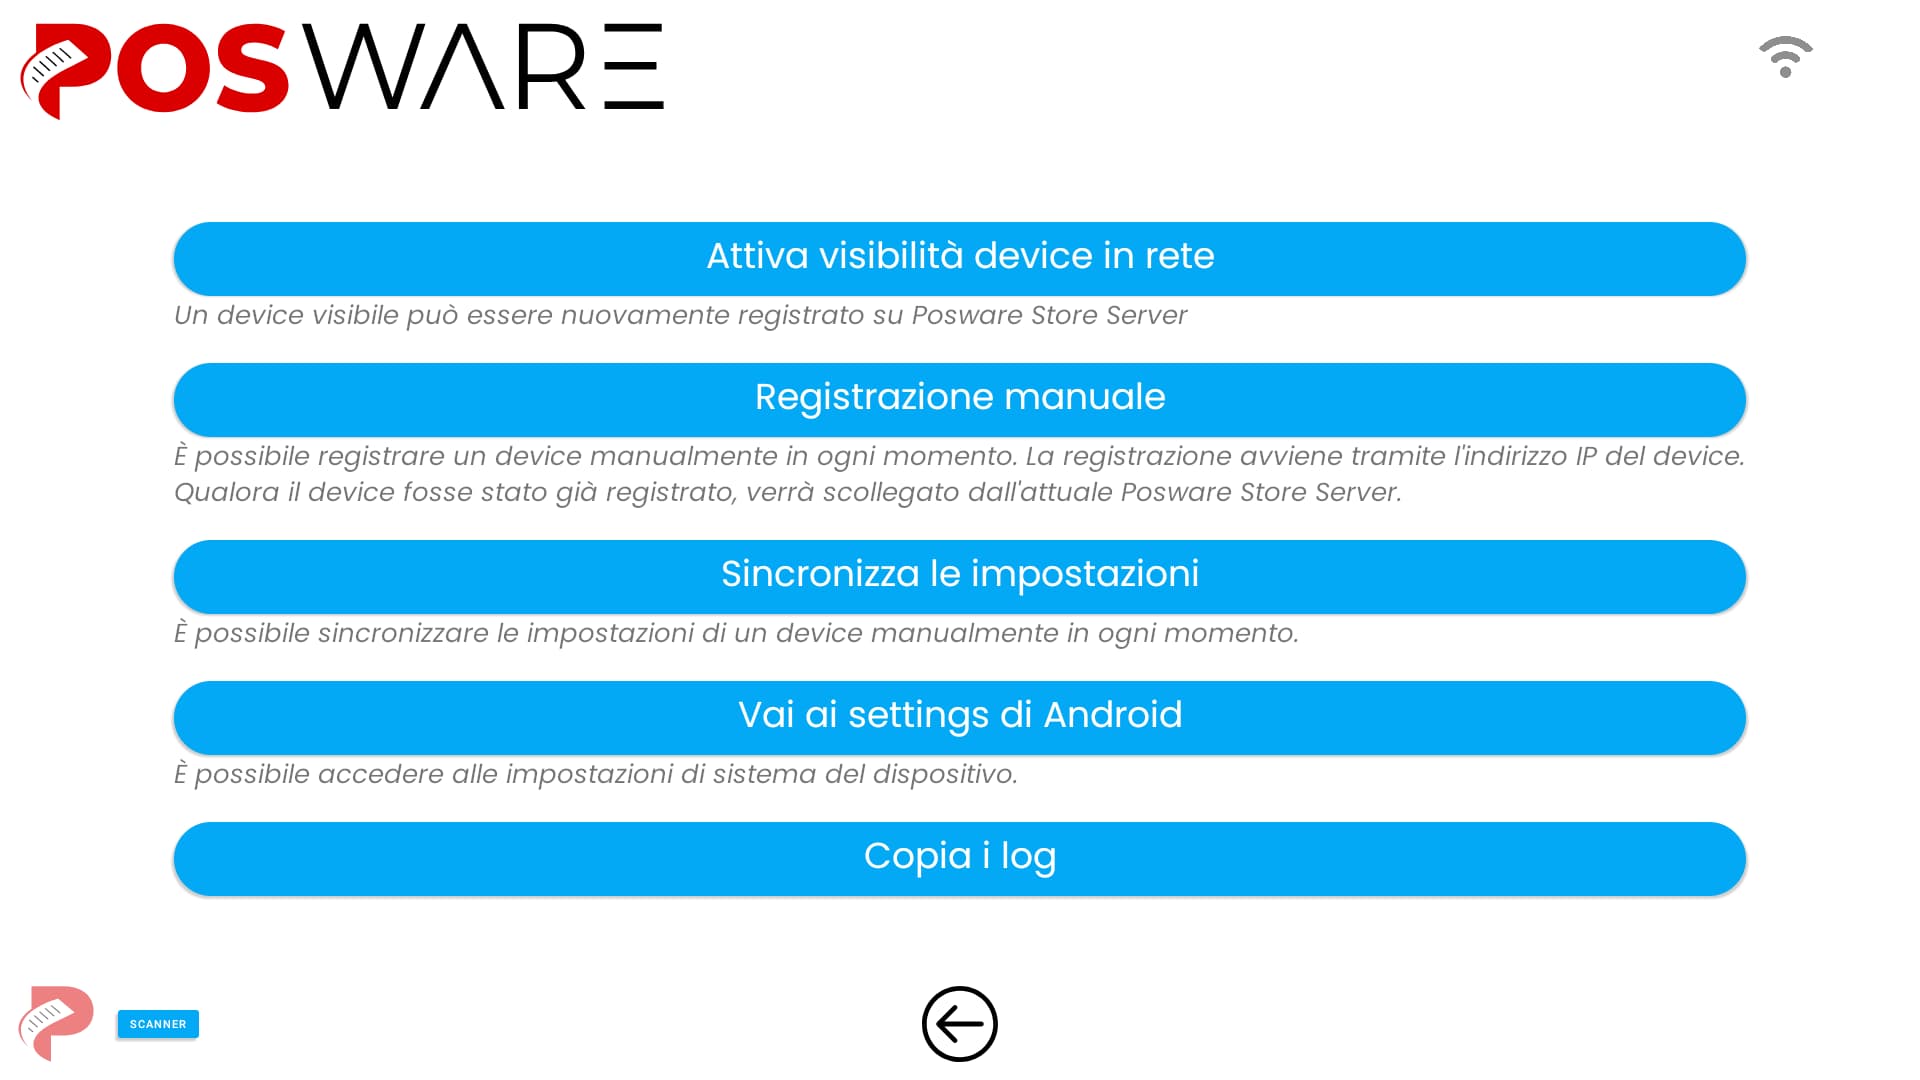 POSWARE
Attiva visibilità device in rete
Un device visibile può essere nuovamente registrato su Posware Store Server
Registrazione manuale
È possibile registrare un device manualmente in ogni momento. La registrazione avviene tramite l'indirizzo IP del device.
Qualora il device fosse stato già registrato, verrà scollegato dall'attuale Posware Store Server.
Sincronizza le impostazioni
È possibile sincronizzare le impostazioni di un device manualmente in ogni momento.
Vai ai settings di Android
È possibile accedere alle impostazioni di sistema del dispositivo.
Copia i log
SCANNER